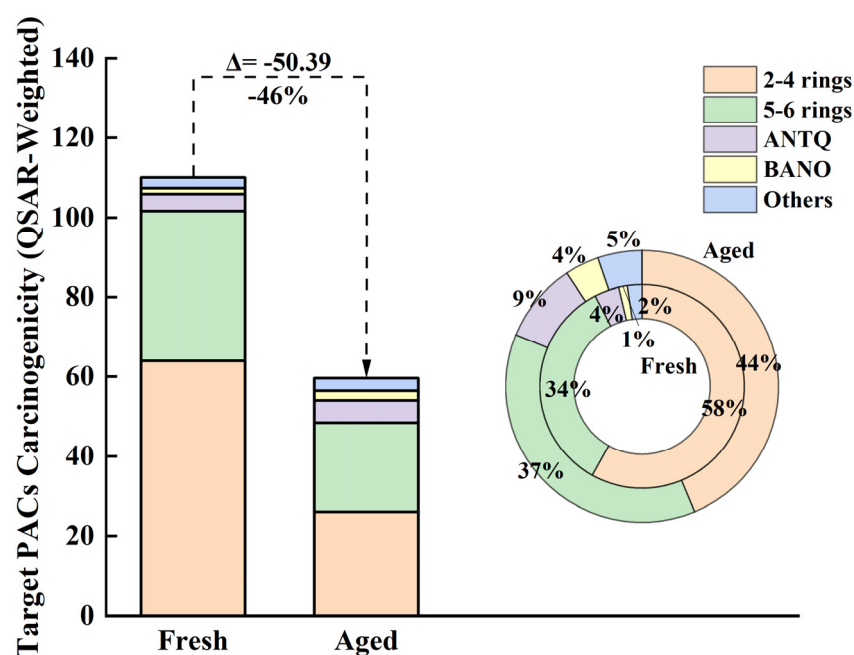 Target PACs Carcinogenicity (QSAR-Weighted)
140
120
100
80
60
40
20
0
Δ= -50.39
-46%
Fresh
Aged
2-4 rings
5-6 rings
ANTQ
BANO
Others
Aged
5%
4%
9%
2%
4%
1%
Fresh
44%
34%
58%
37%